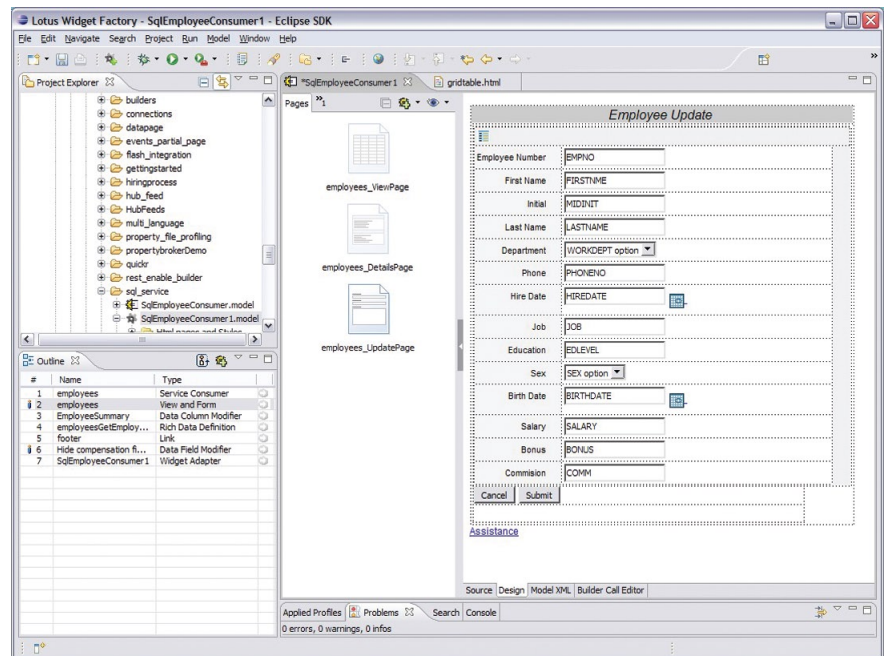 Lotus Widget Factory - SqlEmployeeConsumer1 - Eclipse SDK
File Edit Navigate Search Project Run Model Window Help
Project Explorer
builders
connections
datapage
events_partial_page
flash_integration
gettingstarted
hiringprocess
hub_feed
HubFeeds
multi_language
property_file_profiling
propertybrokerDemo
quickr
rest_enable_builder
sql_service
SqlEmployeeConsumer.model
SqlEmployeeConsumer1.model
Html pages and Styles
Outline
# Name Type
1 employees Service Consumer
2 employees View and Form
3 EmployeeSummary Data Column Modifier
4 employeesGetEmploy... Rich Data Definition
5 footer Link
6 Hide compensation fi... Data Field Modifier
7 SqlEmployeeConsumer1 Widget Adapter
*SqlEmployeeConsumer1 gridtable.html
Pages »1
employees_ViewPage
employees_DetailsPage
employees_UpdatePage
Employee Update
Employee Number EMPNO
First Name FIRSTNME
Initial MIDINIT
Last Name LASTNAME
Department WORKDEPT option
Phone PHONENO
Hire Date HIREDATE
Job JOB
Education EDLEVEL
Sex SEX option
Birth Date BIRTHDATE
Salary SALARY
Bonus BONUS
Commision COMM
Cancel Submit
Assistance
Source Design Model XML Builder Call Editor
Applied Profiles Problems Search Console
0 errors, 0 warnings, 0 infos